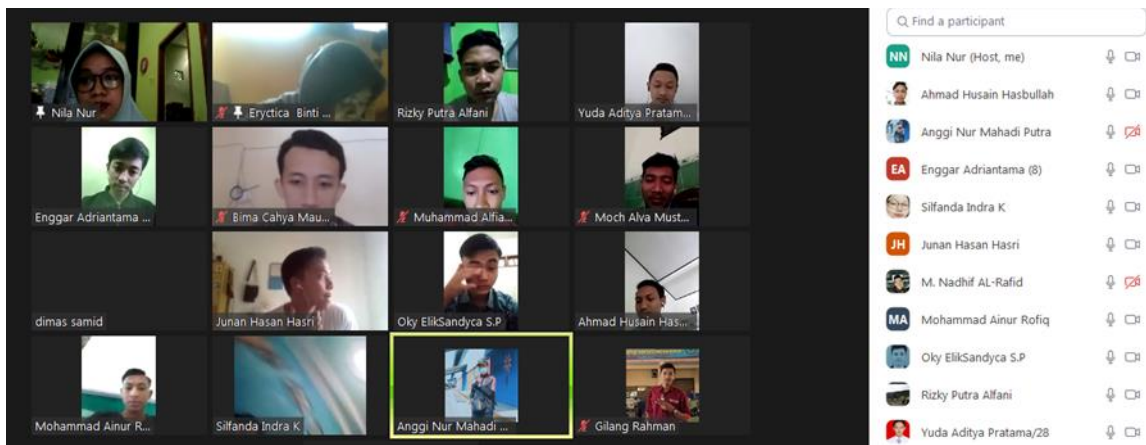 Nila Nur
Eryctica Binti ...
Rizky Putra Alfani
Yuda Aditya Pratam...
Enggar Adriantama ...
Bima Cahya Mau...
Muhammad Alfia...
Moch Alva Must...
dimas samid
Junan Hasan Hasri
Oky ElikSandyca S.P
Ahmad Husain Has...
Mohammad Ainur R...
Silfanda Indra K
Anggi Nur Mahadi ...
Gilang Rahman
Find a participant
NN Nila Nur (Host, me)
Ahmad Husain Hasbullah
Anggi Nur Mahadi Putra
EA Enggar Adriantama (8)
Silfanda Indra K
JH Junan Hasan Hasri
M. Nadhif AL-Rafid
MA Mohammad Ainur Rofiq
Oky ElikSandyca S.P
Rizky Putra Alfani
Yuda Aditya Pratama/28